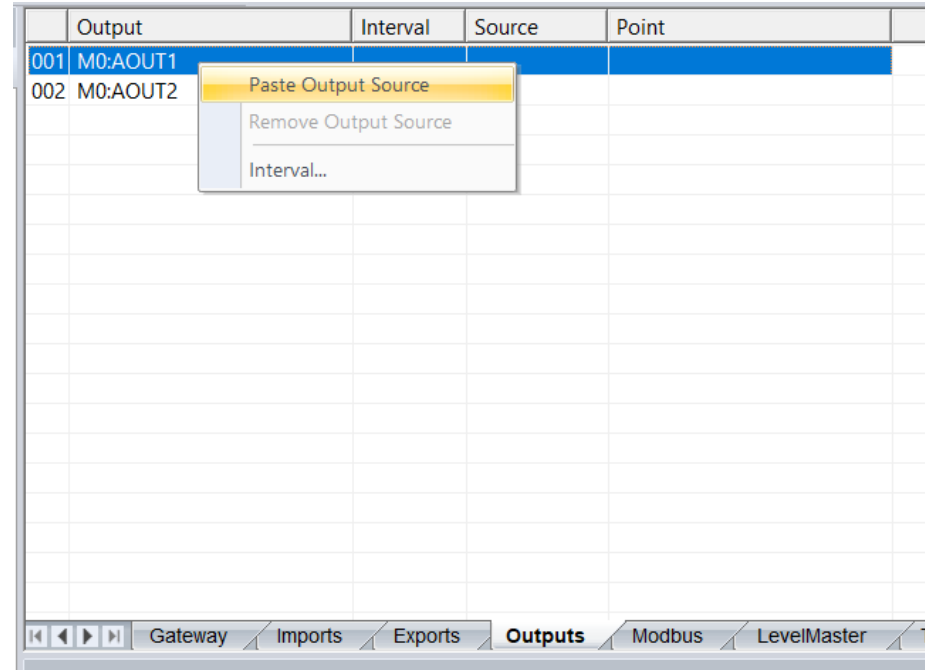 Output Interval Source Point
001 M0:AOUT1
002 M0:AOUT2
Paste Output Source
Remove Output Source
Interval...
Gateway Imports Exports Outputs Modbus LevelMaster